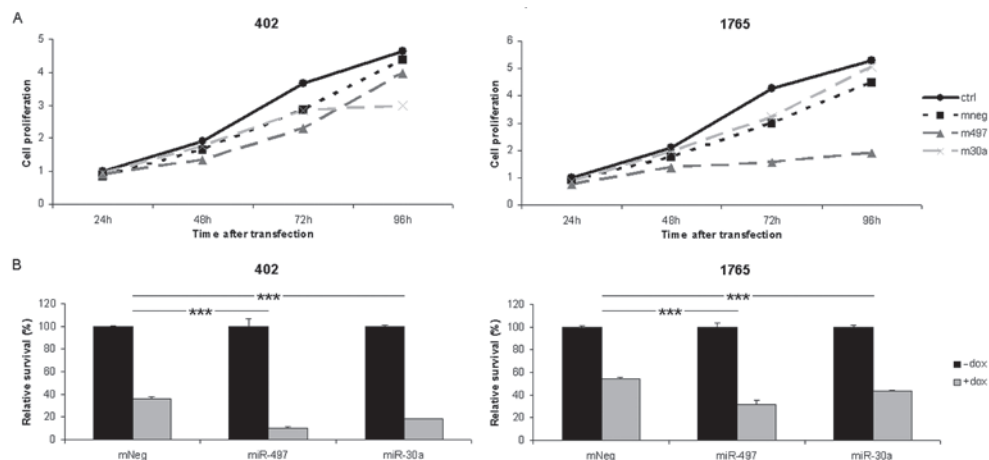 A
402
1765
Cell proliferation
5
4
3
2
1
0
24h 48h 72h 96h
Time after transfection
Cell proliferation
6
5
4
3
2
1
0
24h 48h 72h 96h
Time after transfection
ctrl
mneg
m497
m30a
B
402
1765
Relative survival (%)
120
100
80
60
40
20
0
***
***
mNeg miR-497 miR-30a
Relative survival (%)
120
100
80
60
40
20
0
***
***
mNeg miR-497 miR-30a
-dox
+dox